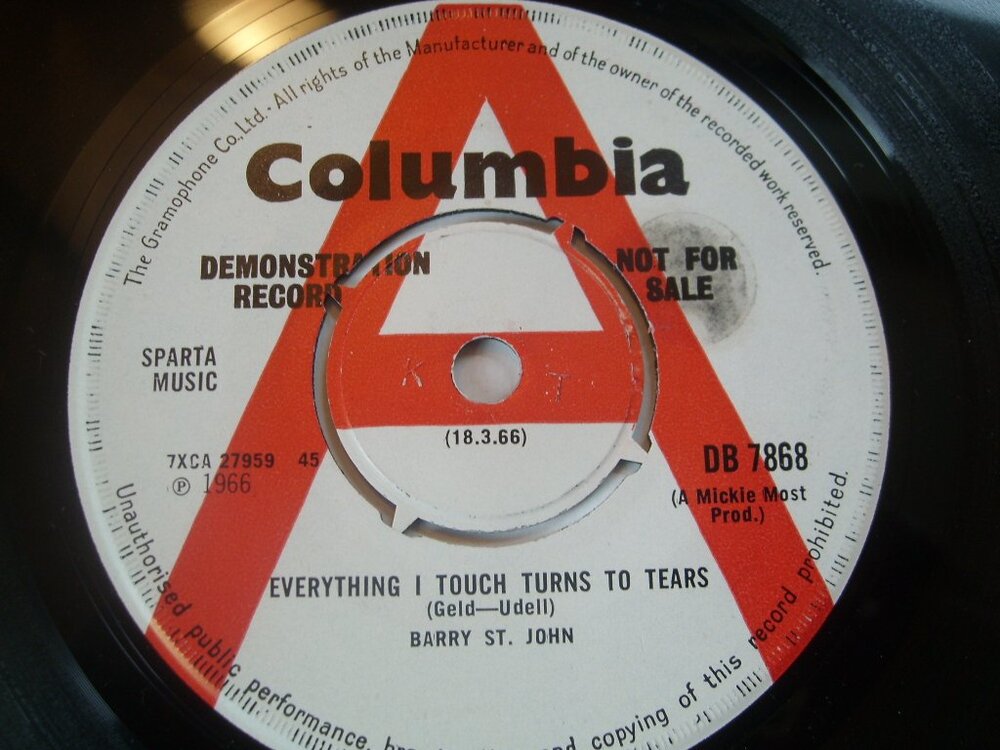 The Gramophone Co., Ltd. · All rights of the Manufacturer and of the owner of the recorded work reserved.
Columbia
DEMONSTRATION
RECORD
NOT FOR
SALE
SPARTA
MUSIC
K T
(18.3.66)
7XCA 27959 45
Ⓟ 1966
DB 7868
(A Mickie Most
Prod.)
EVERYTHING I TOUCH TURNS TO TEARS
(Geld—Udell)
BARRY ST. JOHN
Unauthorised public performance, copying of this record prohibited.